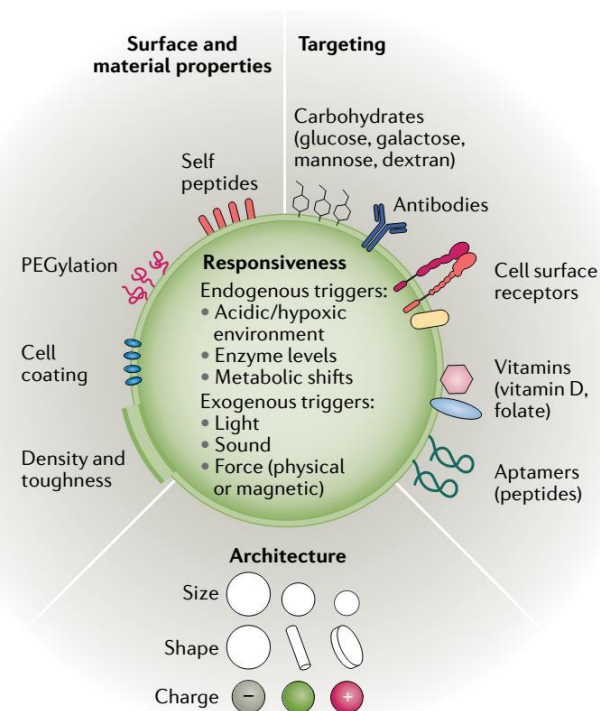 Surface and
material properties
Targeting
Carbohydrates
(glucose, galactose,
mannose, dextran)
Self
peptides
Antibodies
PEGylation
Cell surface
receptors
Responsiveness
Endogenous triggers:
• Acidic/hypoxic
environment
• Enzyme levels
• Metabolic shifts
Exogenous triggers:
• Light
• Sound
• Force (physical
or magnetic)
Cell
coating
Vitamins
(vitamin D,
folate)
Density and
toughness
Aptamers
(peptides)
Architecture
Size
Shape
Charge − +